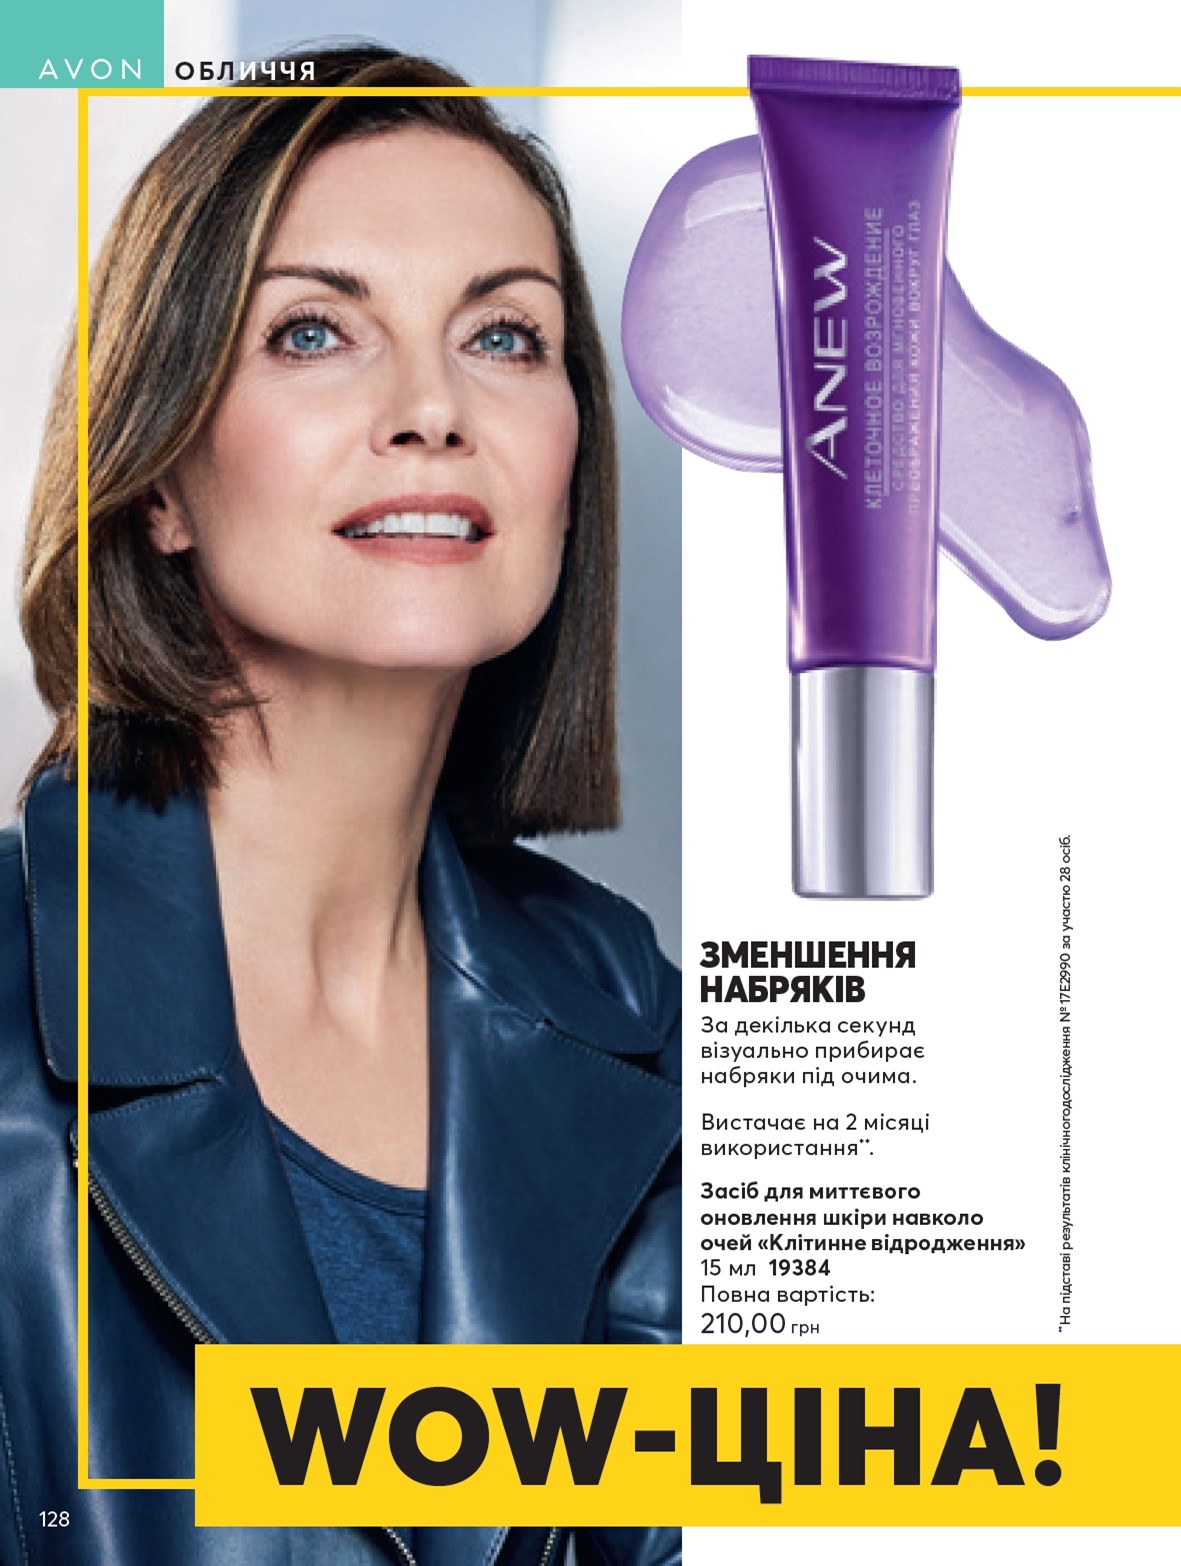 AVON
ОБЛИЧЧЯ
ANEW
КЛЕТОЧНОЕ ВОЗРОЖДЕНИЕ
СРЕДСТВО ДЛЯ МГНОВЕННОГО
ПРЕОБРАЖЕНИЯ КОЖИ ВОКРУГ ГЛАЗ
ЗМЕНШЕННЯ
НАБРЯКІВ
За декілька секунд
візуально прибирає
набряки під очима.
Вистачає на 2 місяці
використання**.
Засіб для миттєвого
оновлення шкіри навколо
очей «Клітинне відродження»
15 мл 19384
Повна вартість:
210,00 грн
**На підставі результатів клінічногодослідження №17E2990 за участю 28 осіб.
WOW-ЦІНА!
128